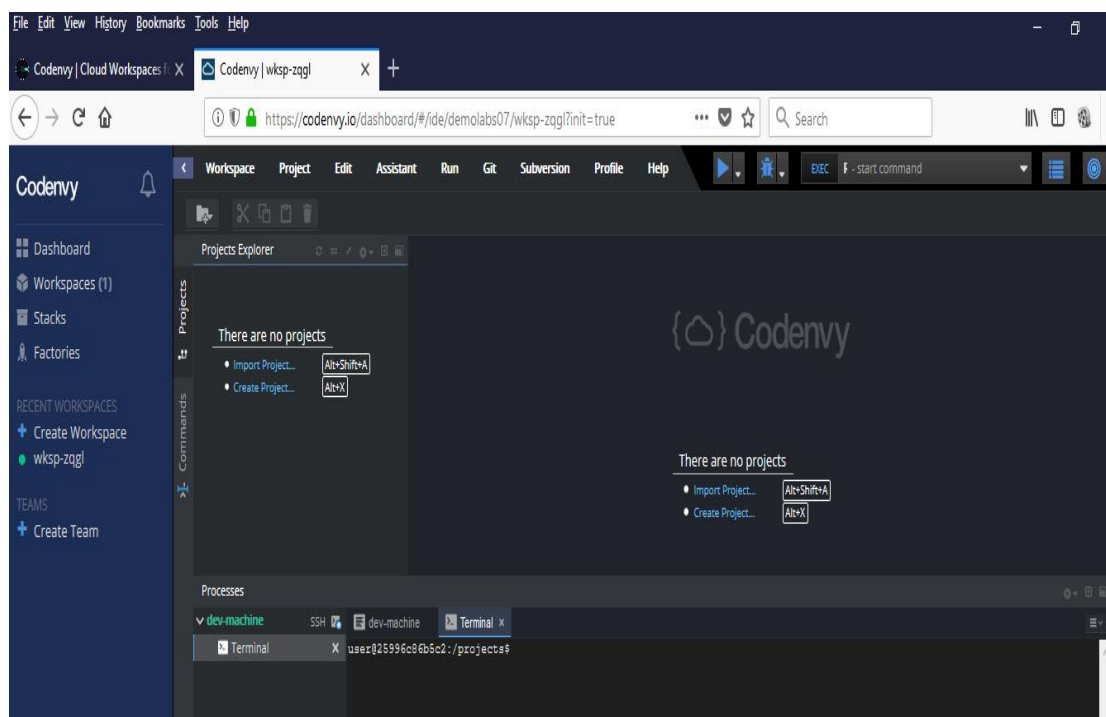 File Edit View History Bookmarks Tools Help
Codenvy | Cloud Workspaces f
Codenvy | wksp-zqgl
https://codenvy.io/dashboard/#/ide/demolabs07/wksp-zqgl?init=true
Search
Codenvy
Workspace Project Edit Assistant Run Git Subversion Profile Help
EXEC - start command
Dashboard
Workspaces (1)
Stacks
Factories
RECENT WORKSPACES
+ Create Workspace
wksp-zqgl
TEAMS
+ Create Team
Projects
Commands
Projects Explorer
There are no projects
• Import Project... Alt+Shift+A
• Create Project... Alt+X
{ } Codenvy
There are no projects
• Import Project... Alt+Shift+A
• Create Project... Alt+X
Processes
dev-machine SSH
Terminal
dev-machine
Terminal
user@25996c86b5c2:/projects$